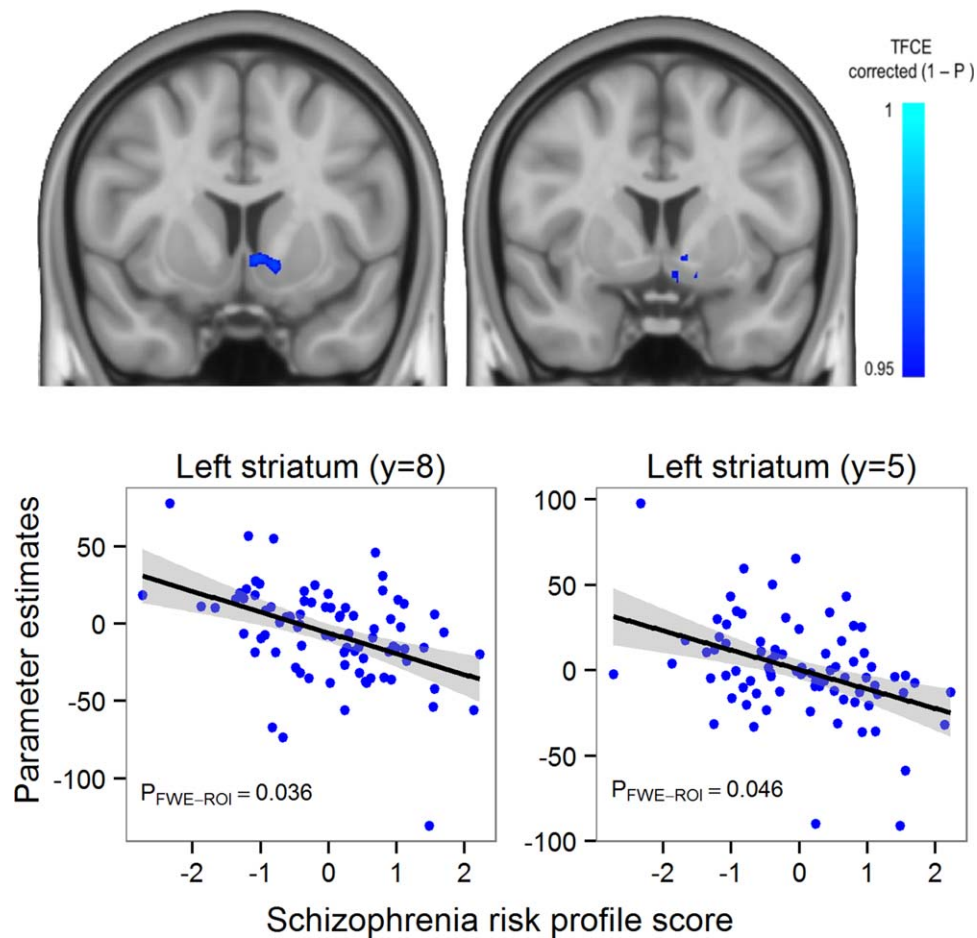 TFCE
corrected (1 – P )
1
0.95
Left striatum (y=8)
Left striatum (y=5)
Parameter estimates
50
0
-50
-100
P FWE–ROI = 0.036
-2 -1 0 1 2
100
50
0
-50
-100
P FWE–ROI = 0.046
-2 -1 0 1 2
Schizophrenia risk profile score